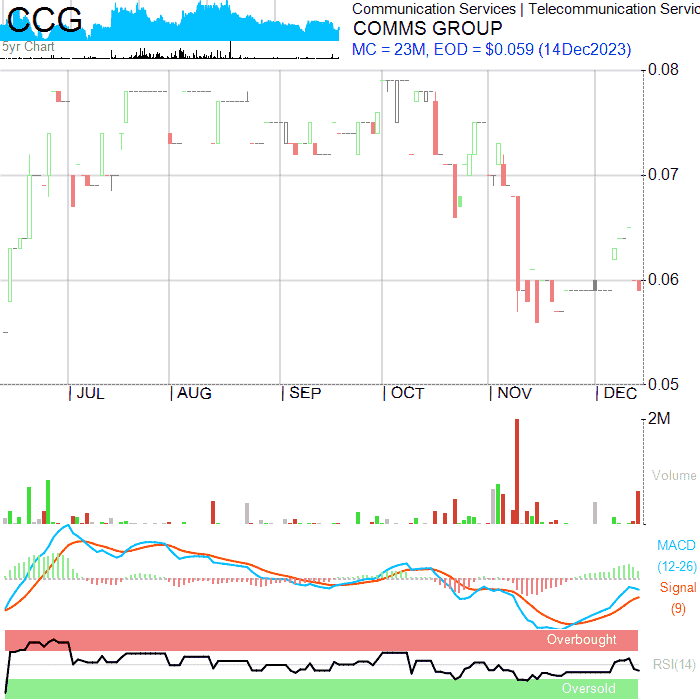 CCG
5yr Chart
Communication Services | Telecommunication Servic
COMMS GROUP
MC = 23M, EOD = $0.059 (14Dec2023)
0.08
0.07
0.06
0.05
| JUL | AUG | SEP | OCT | NOV | DEC
2M
Volume
MACD
(12-26)
Signal
(9)
Overbought
RSI(14)
Oversold